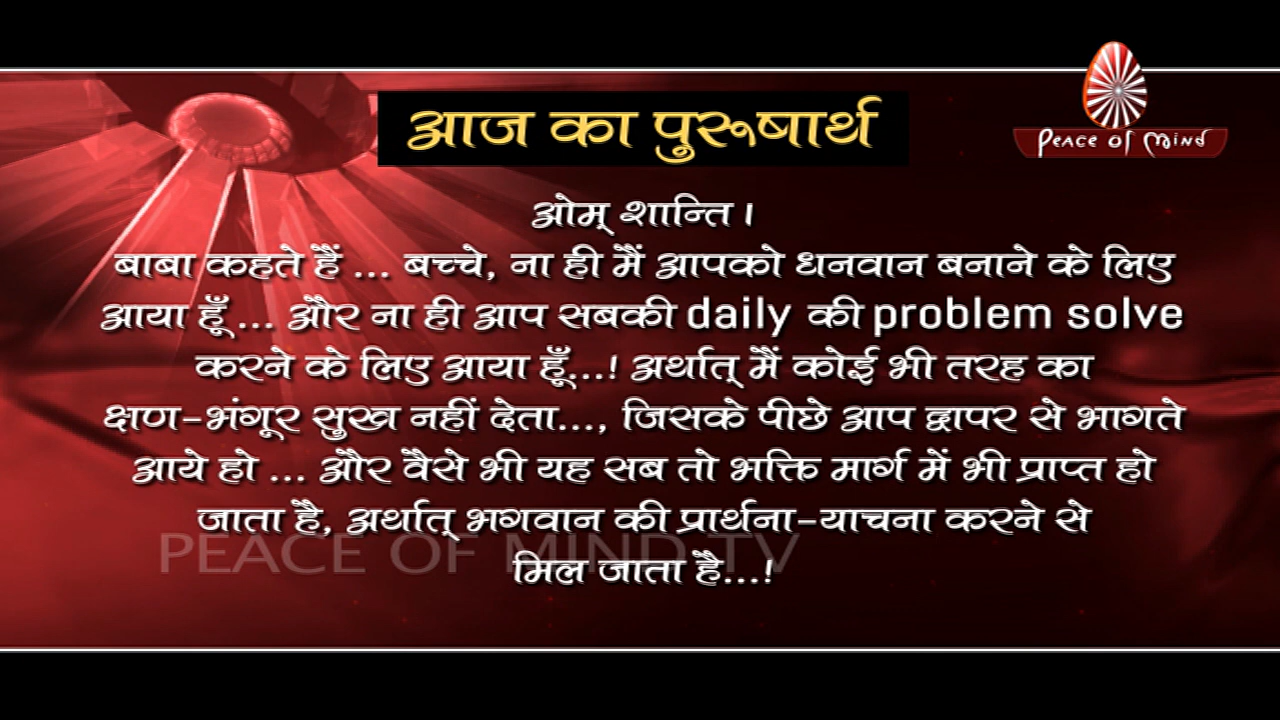 आज का पुरूषार्थ
Peace of Mind
ओम् शान्ति ।
बाबा कहते हैं ... बच्चे, ना ही मैं आपको धनवान बनाने के लिए
आया हूँ ... और ना ही आप सबकी daily की problem solve
करने के लिए आया हूँ...! अर्थात् मैं कोई भी तरह का
क्षण-भंगूर सुख नहीं देता..., जिसके पीछे आप द्वापर से भागते
आये हो ... और वैसे भी यह सब तो भक्ति मार्ग में भी प्राप्त हो
जाता है, अर्थात् भगवान की प्रार्थना-याचना करने से
PEACE OF MIND TV
मिल जाता है...!